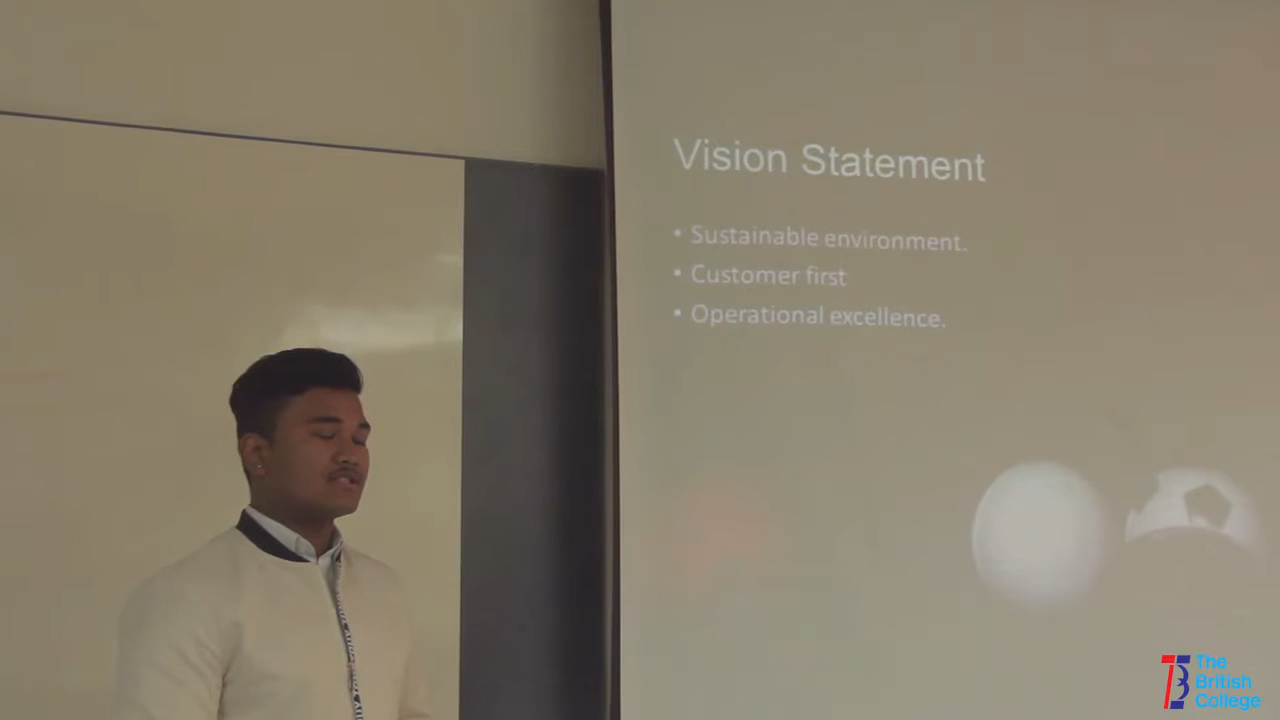 Vision Statement
• Sustainable environment.
• Customer first
• Operational excellence.
The
British
College